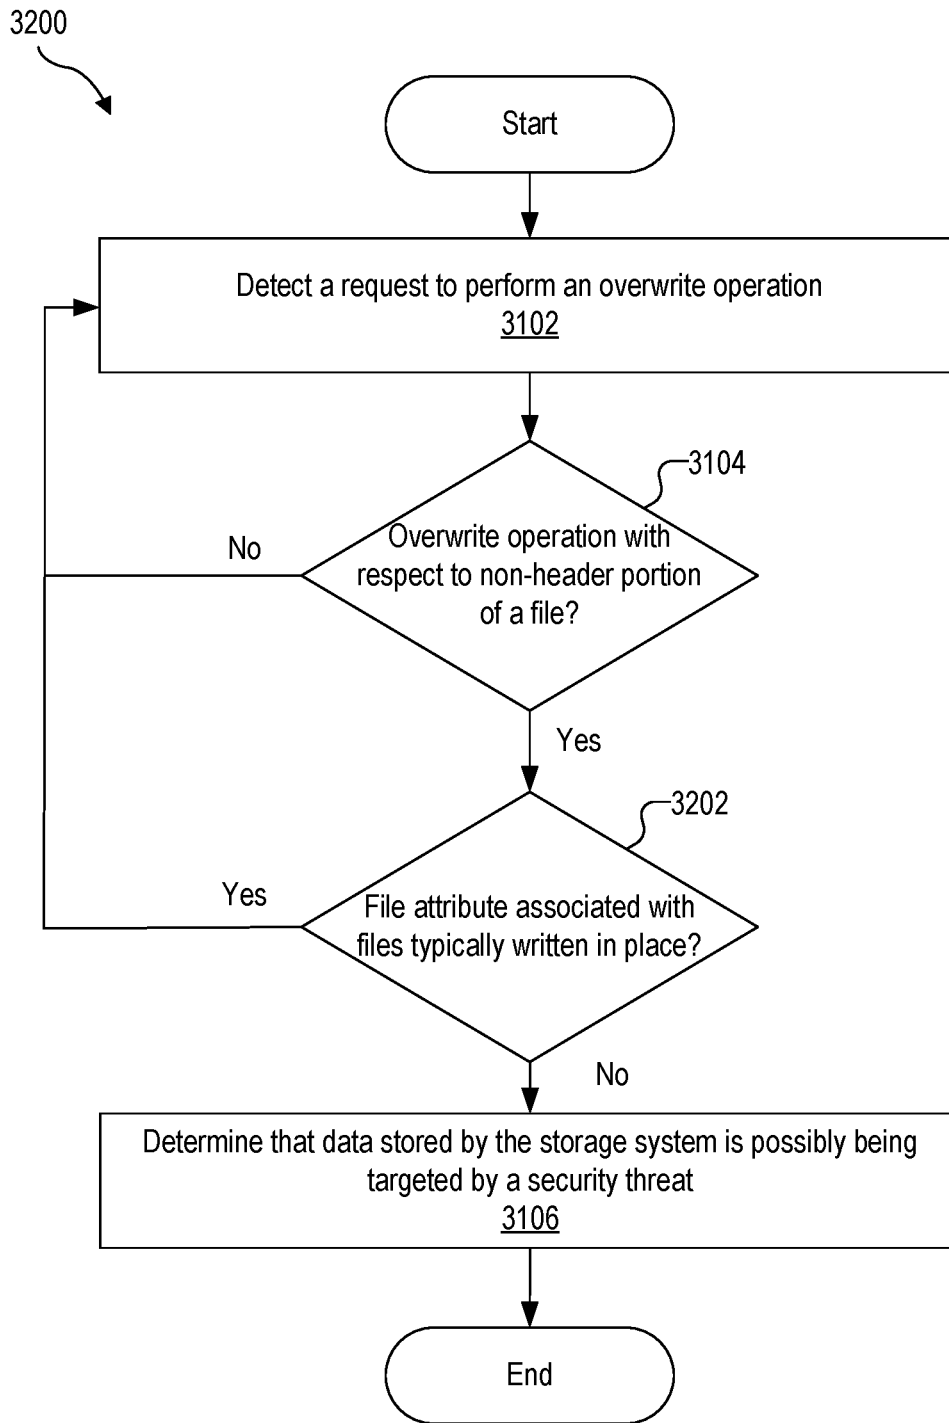 3200
Start
Detect a request to perform an overwrite operation
3102
3104
No
Overwrite operation with
respect to non-header portion
of a file?
Yes
3202
Yes
File attribute associated with
files typically written in place?
No
Determine that data stored by the storage system is possibly being
targeted by a security threat
3106
End